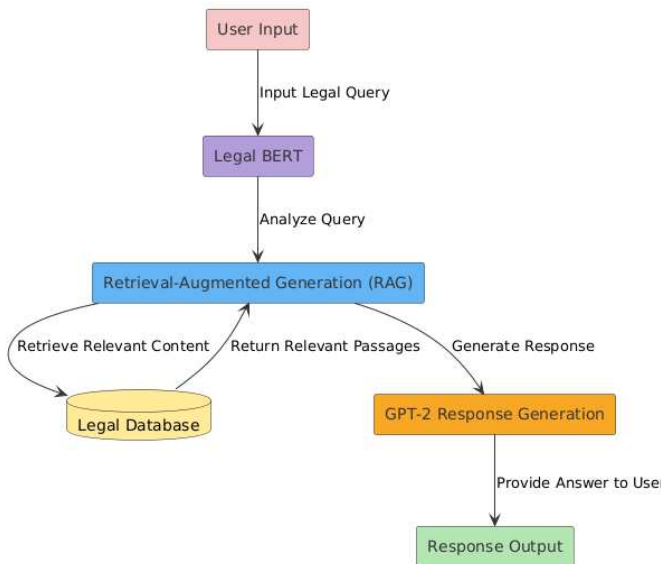 User Input
Input Legal Query
Legal BERT
Analyze Query
Retrieval-Augmented Generation (RAG)
Retrieve Relevant Content
Return Relevant Passages
Generate Response
Legal Database
GPT-2 Response Generation
Provide Answer to User
Response Output